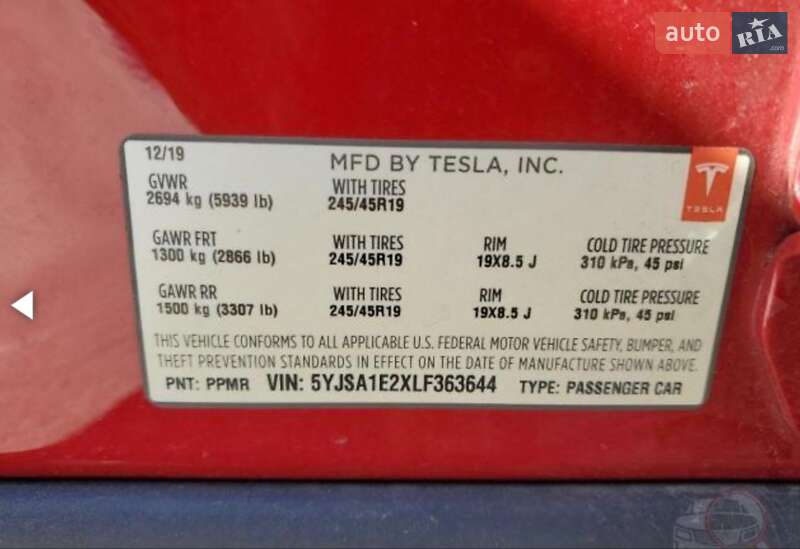 auto RIA.com
12/19
MFD BY TESLA, INC.
TESLA
GVWR WITH TIRES
2694 kg (5939 lb) 245/45R19
GAWR FRT WITH TIRES RIM COLD TIRE PRESSURE
1300 kg (2866 lb) 245/45R19 19X8.5 J 310 kPa, 45 psi
GAWR RR WITH TIRES RIM COLD TIRE PRESSURE
1500 kg (3307 lb) 245/45R19 19X8.5 J 310 kPa, 45 psi
THIS VEHICLE CONFORMS TO ALL APPLICABLE U.S. FEDERAL MOTOR VEHICLE SAFETY, BUMPER, AND
THEFT PREVENTION STANDARDS IN EFFECT ON THE DATE OF MANUFACTURE SHOWN ABOVE.
PNT: PPMR VIN: 5YJSA1E2XLF363644 TYPE: PASSENGER CAR